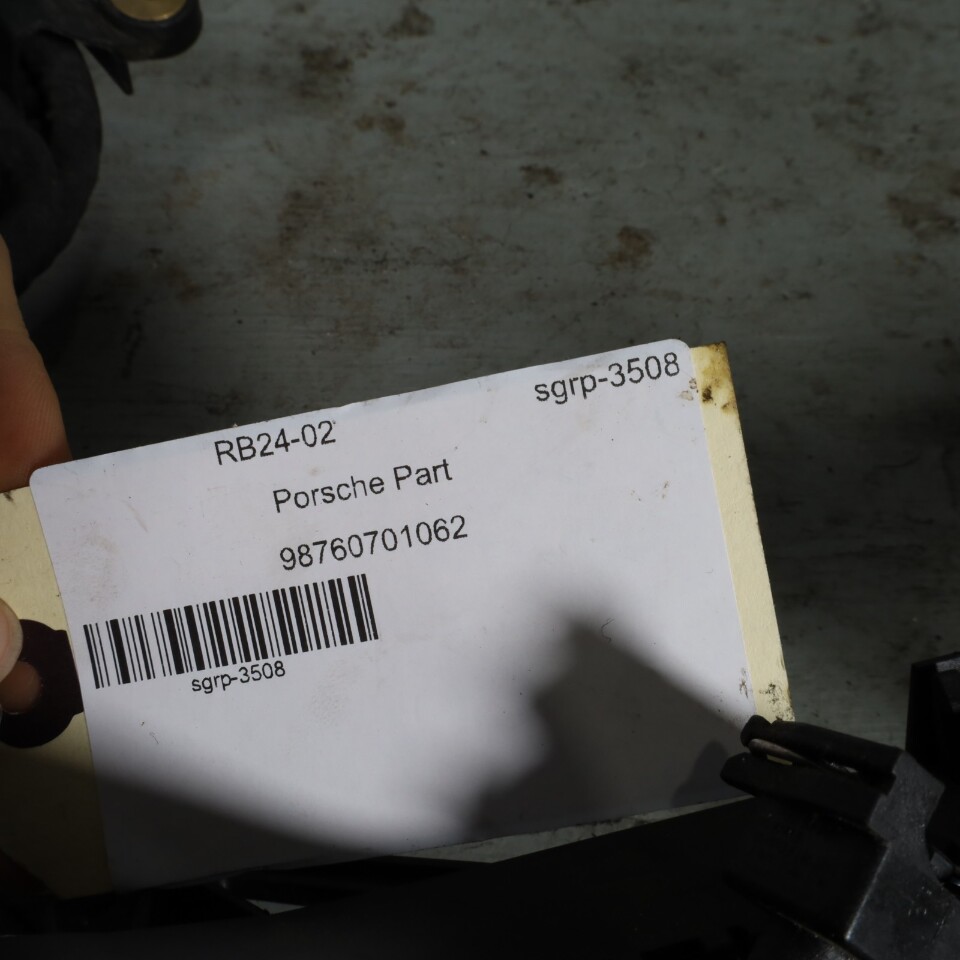 sgrp-3508
RB24-02
Porsche Part
98760701062
sgrp-3508